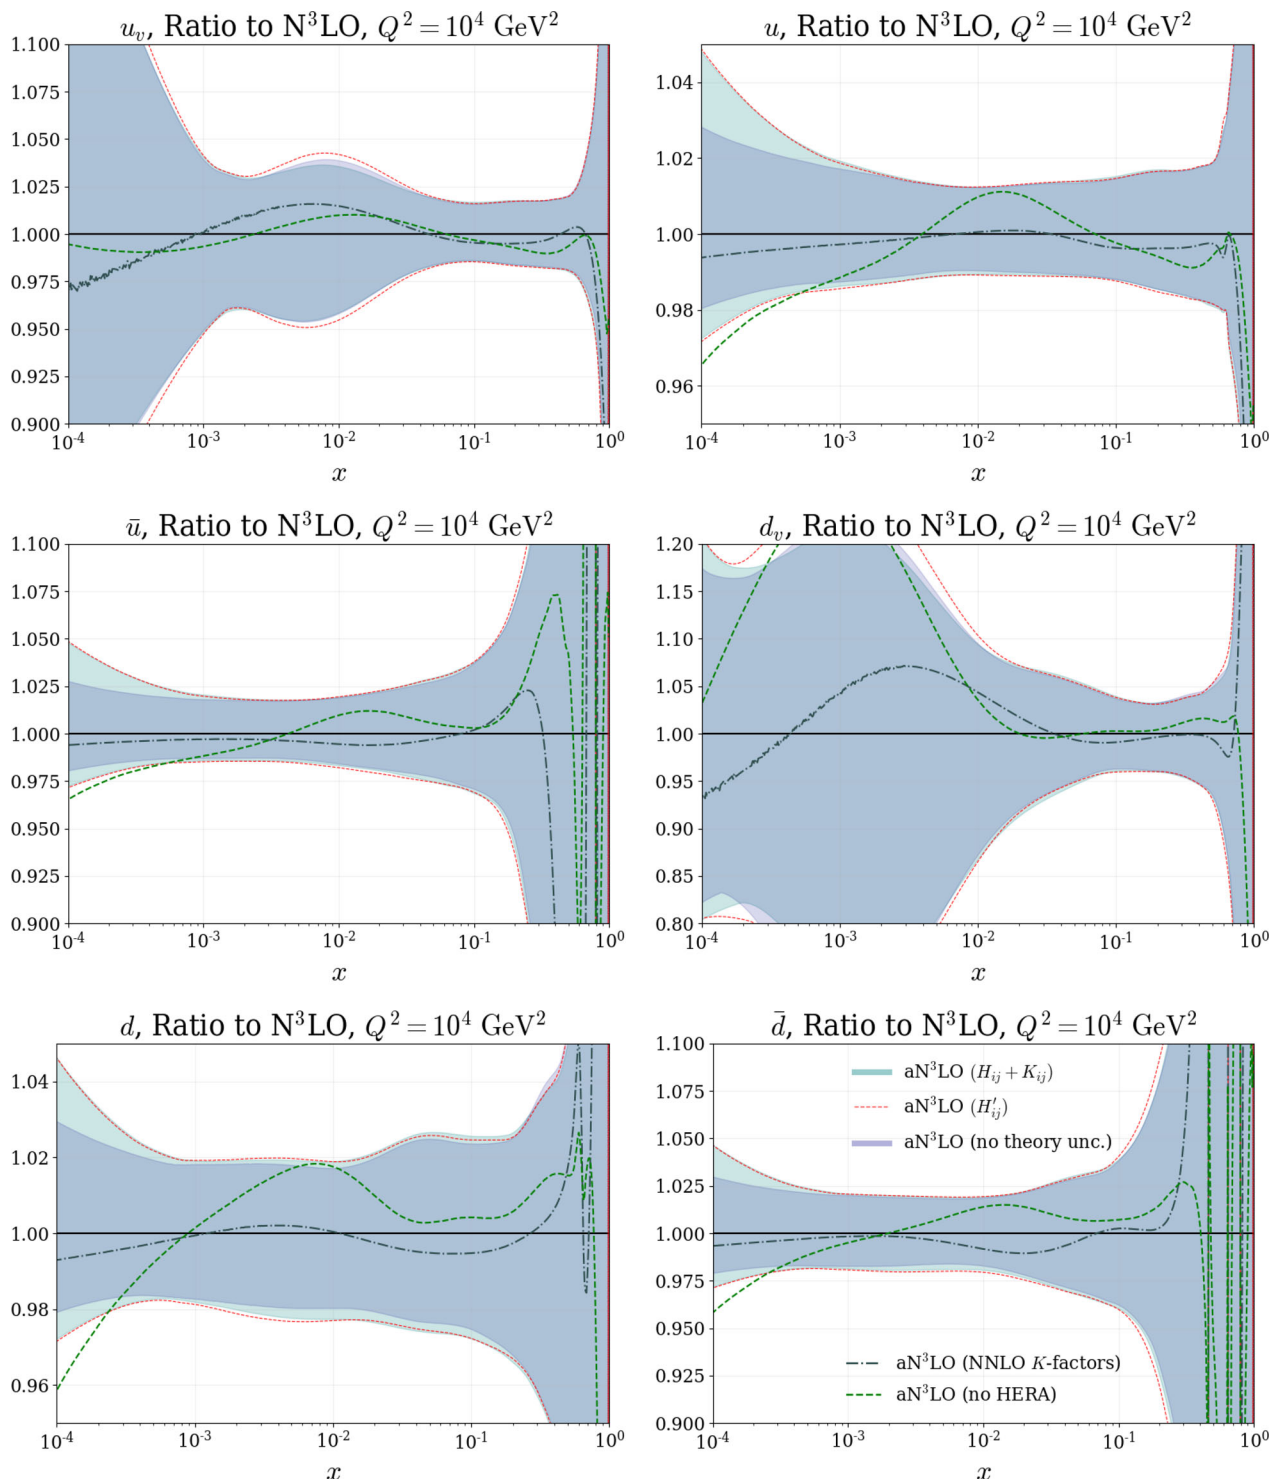 u_v, Ratio to N³LO, Q² = 10⁴ GeV²
1.100
1.075
1.050
1.025
1.000
0.975
0.950
0.925
0.900
10⁻⁴ 10⁻³ 10⁻² 10⁻¹ 10⁰
x
u, Ratio to N³LO, Q² = 10⁴ GeV²
1.04
1.02
1.00
0.98
0.96
10⁻⁴ 10⁻³ 10⁻² 10⁻¹ 10⁰
x
ū, Ratio to N³LO, Q² = 10⁴ GeV²
1.100
1.075
1.050
1.025
1.000
0.975
0.950
0.925
0.900
10⁻⁴ 10⁻³ 10⁻² 10⁻¹ 10⁰
x
d_v, Ratio to N³LO, Q² = 10⁴ GeV²
1.20
1.15
1.10
1.05
1.00
0.95
0.90
0.85
0.80
10⁻⁴ 10⁻³ 10⁻² 10⁻¹ 10⁰
x
d, Ratio to N³LO, Q² = 10⁴ GeV²
1.04
1.02
1.00
0.98
0.96
10⁻⁴ 10⁻³ 10⁻² 10⁻¹ 10⁰
x
d̄, Ratio to N³LO, Q² = 10⁴ GeV²
1.100
1.075
1.050
1.025
1.000
0.975
0.950
0.925
0.900
aN³LO (H_ij + K_ij)
aN³LO (H′_ij)
aN³LO (no theory unc.)
aN³LO (NNLO K-factors)
aN³LO (no HERA)
10⁻⁴ 10⁻³ 10⁻² 10⁻¹ 10⁰
x